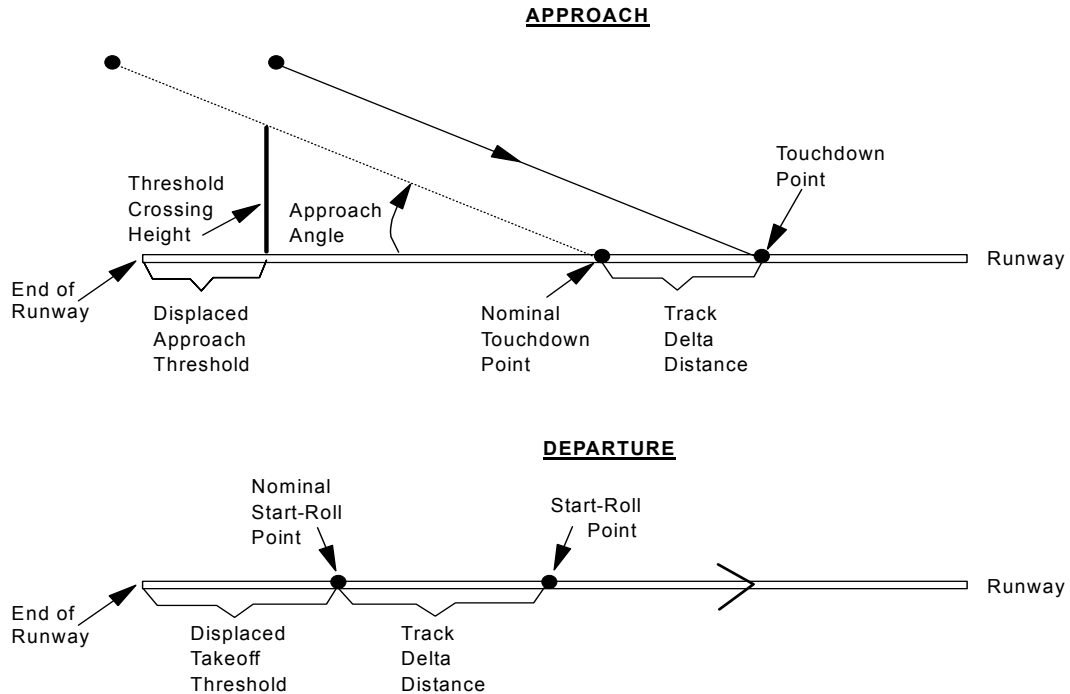 APPROACH
Threshold
Crossing
Height
Approach
Angle
Touchdown
Point
Runway
End of
Runway
Displaced
Approach
Threshold
Nominal
Touchdown
Point
Track
Delta
Distance
DEPARTURE
Nominal
Start-Roll
Point
Start-Roll
Point
Runway
End of
Runway
Displaced
Takeoff
Threshold
Track
Delta
Distance